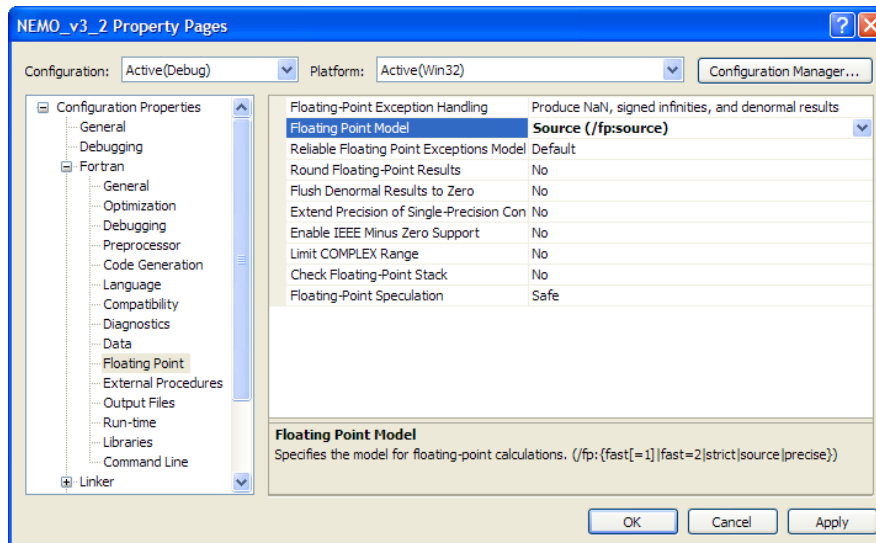 NEMO_v3_2 Property Pages
Configuration: Active(Debug) Platform: Active(Win32) Configuration Manager...
Configuration Properties
General
Debugging
Fortran
General
Optimization
Debugging
Preprocessor
Code Generation
Language
Compatibility
Diagnostics
Data
Floating Point
External Procedures
Output Files
Run-time
Libraries
Command Line
Linker
Floating-Point Exception Handling Produce NaN, signed infinities, and denormal results
Floating Point Model Source (/fp:source)
Reliable Floating Point Exceptions Model Default
Round Floating-Point Results No
Flush Denormal Results to Zero No
Extend Precision of Single-Precision Con No
Enable IEEE Minus Zero Support No
Limit COMPLEX Range No
Check Floating-Point Stack No
Floating-Point Speculation Safe
Floating Point Model
Specifies the model for floating-point calculations. (/fp:{fast[=1]|fast=2|strict|source|precise})
OK Cancel Apply